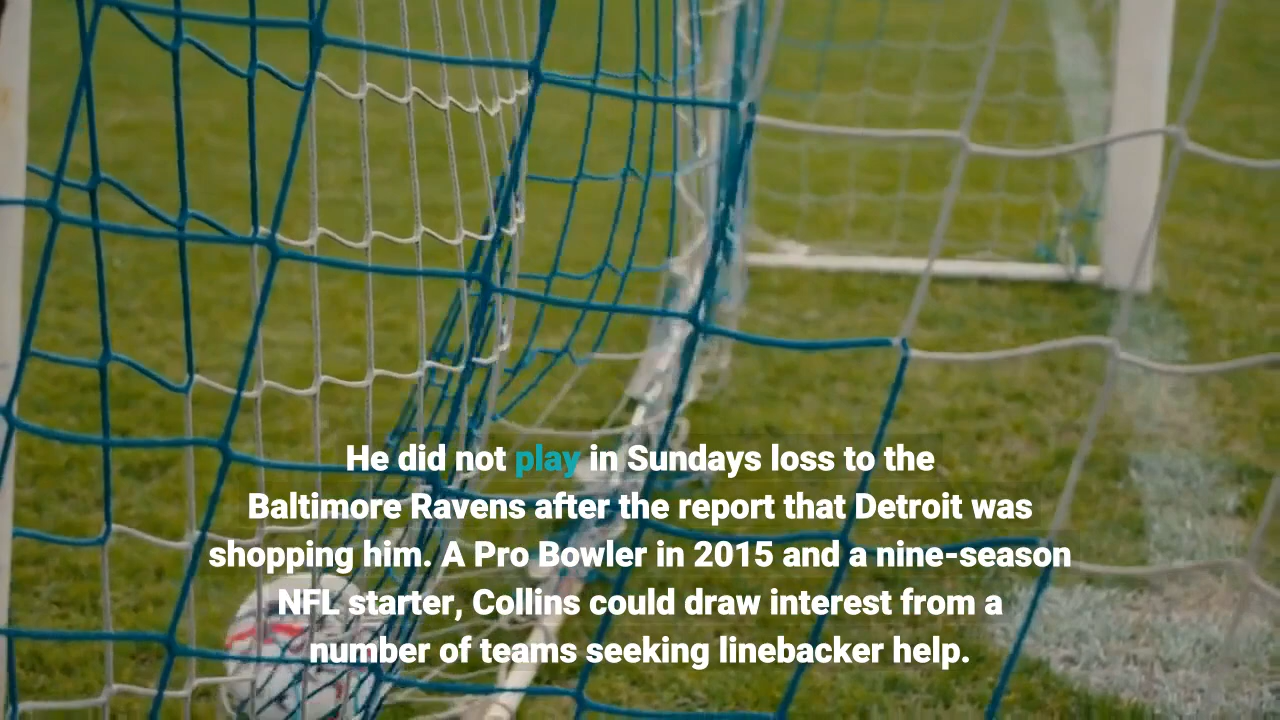 He did not play in Sundays loss to the
Baltimore Ravens after the report that Detroit was
shopping him. A Pro Bowler in 2015 and a nine-season
NFL starter, Collins could draw interest from a
number of teams seeking linebacker help.